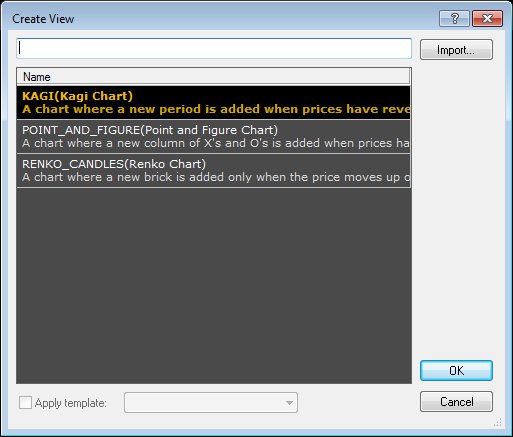 Create View
Import...
Name
KAGI(Kagi Chart)
A chart where a new period is added when prices have reve
POINT_AND_FIGURE(Point and Figure Chart)
A chart where a new column of X's and O's is added when prices ha
RENKO_CANDLES(Renko Chart)
A chart where a new brick is added only when the price moves up o
OK
Apply template:
Cancel